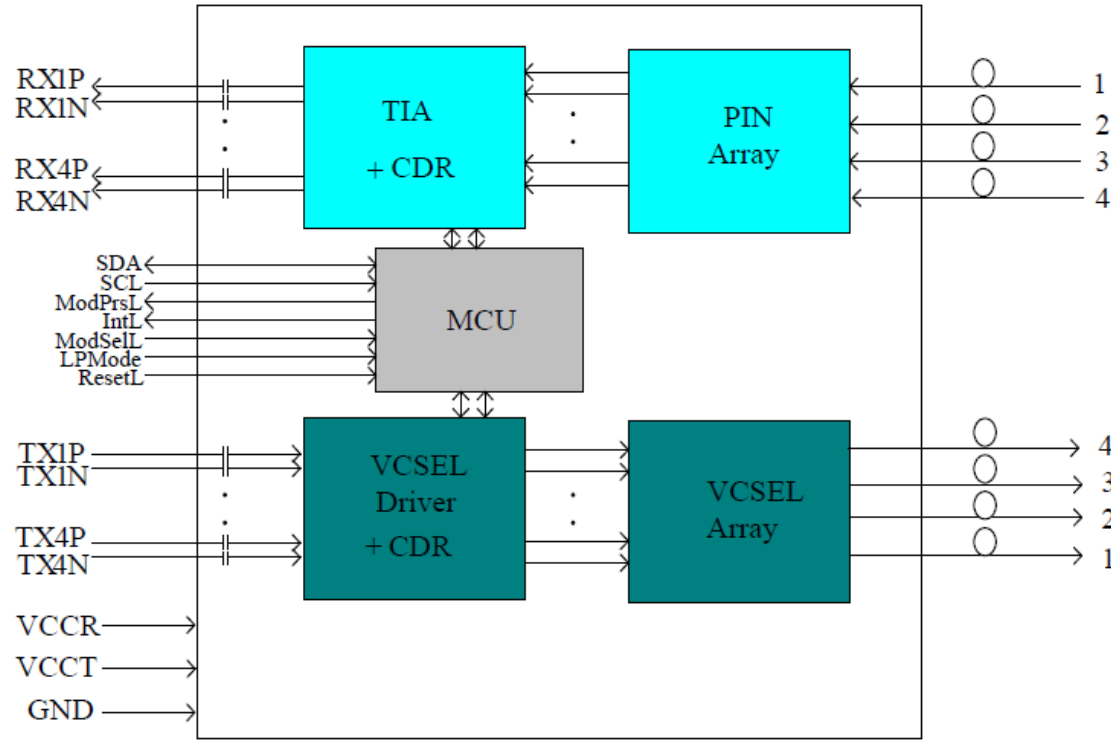 RX1P
RX1N
RX4P
RX4N
TIA
+ CDR
PIN
Array
1
2
3
4
SDA
SCL
ModPrsL
IntL
ModSelL
LPMode
ResetL
MCU
TX1P
TX1N
TX4P
TX4N
VCSEL
Driver
+ CDR
VCSEL
Array
4
3
2
1
VCCR
VCCT
GND